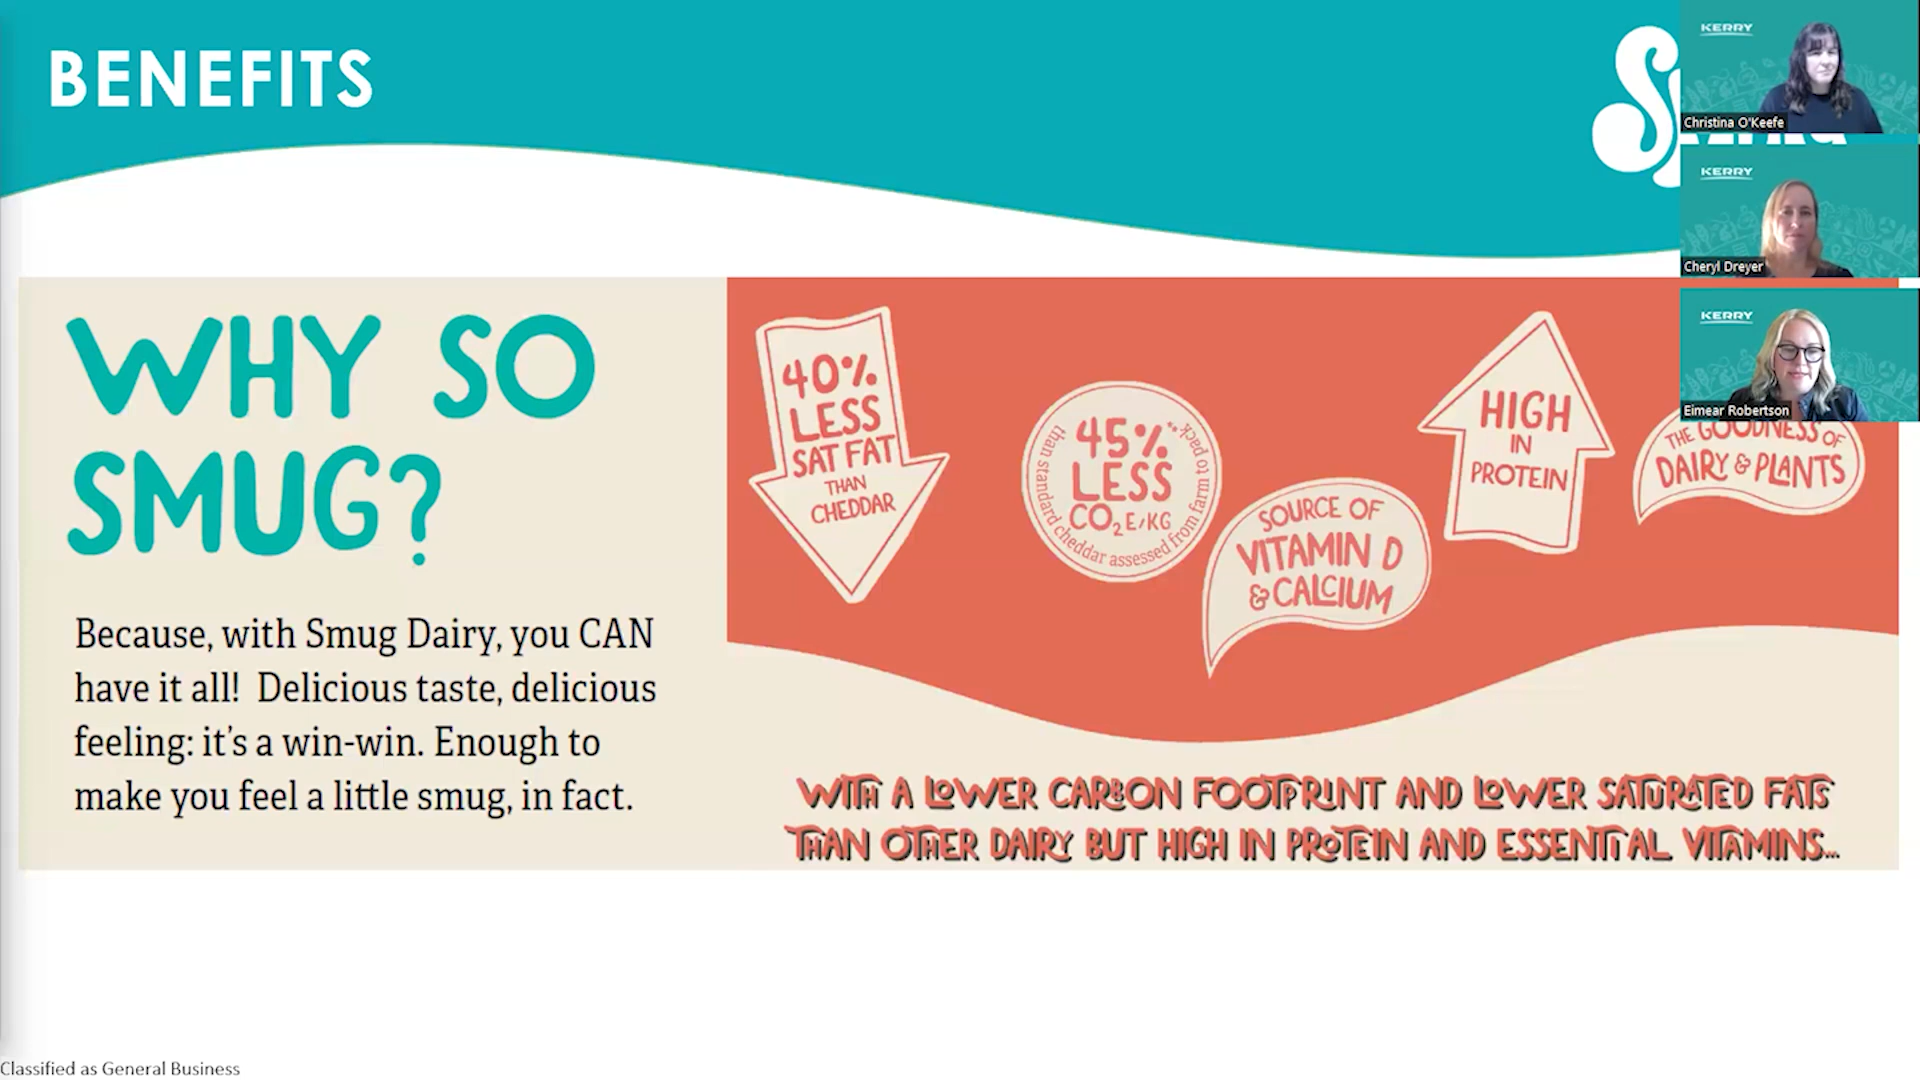 BENEFITS
KERRY
Christina O'Keefe
KERRY
Cheryl Dreyer
KERRY
Eimear Robertson
WHY SO
SMUG?
Because, with Smug Dairy, you CAN
have it all! Delicious taste, delicious
feeling: it's a win-win. Enough to
make you feel a little smug, in fact.
40%
LESS
SAT FAT
THAN
CHEDDAR
45%
LESS
CO2E/KG
than standard cheddar assessed from farm to pack**
SOURCE OF
VITAMIN D
& CALCIUM
HIGH
IN
PROTEIN
THE GOODNESS OF
DAIRY & PLANTS
WITH A LOWER CARBON FOOTPRINT AND LOWER SATURATED FATS
THAN OTHER DAIRY BUT HIGH IN PROTEIN AND ESSENTIAL VITAMINS...
Classified as General Business